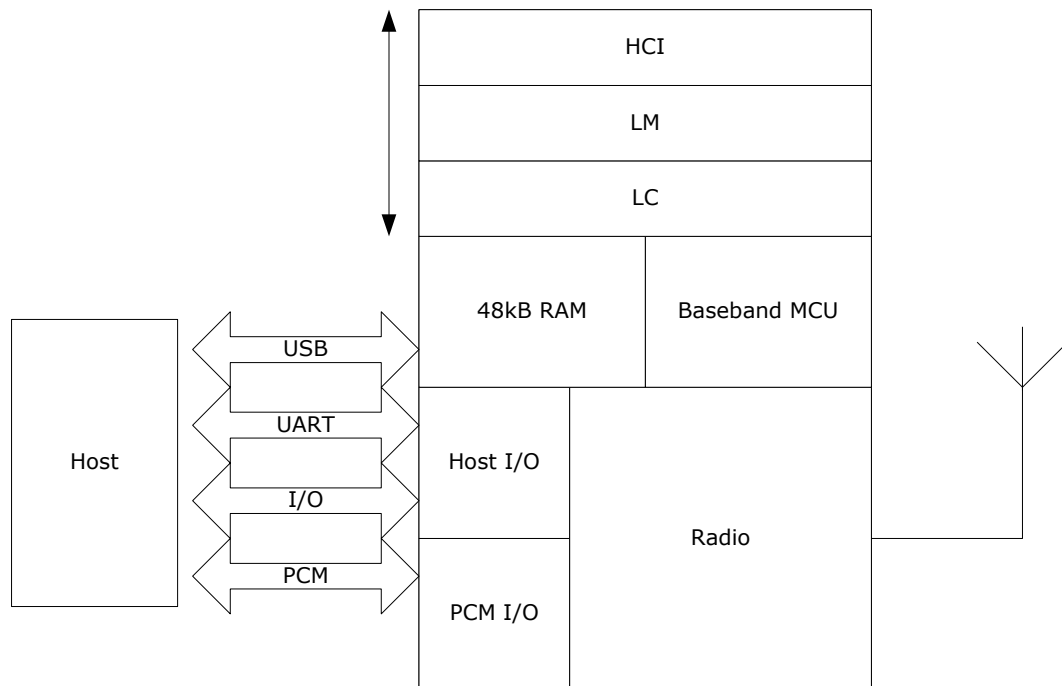 HCI
LM
LC
48kB RAM
Baseband MCU
USB
UART
Host
Host I/O
I/O
Radio
PCM
PCM I/O